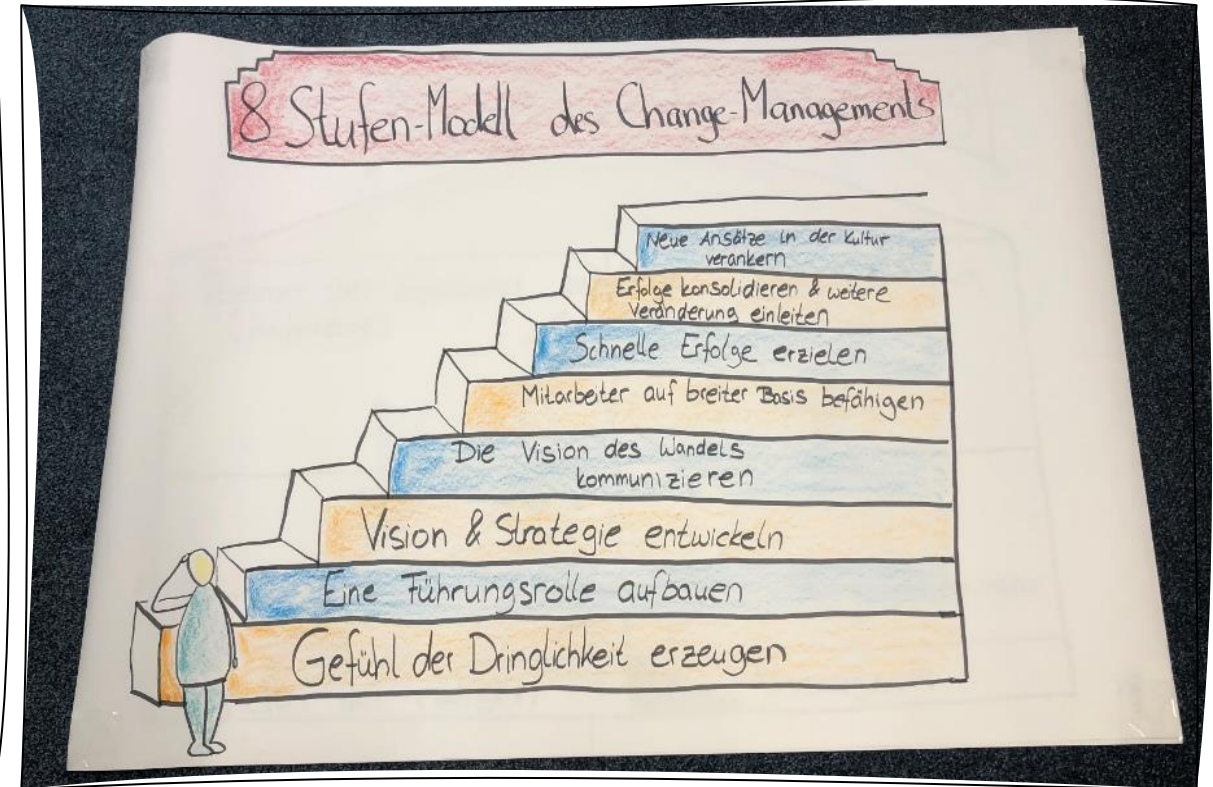 8 Stufen-Modell des Change-Managements
Neue Ansätze in der Kultur
verankern
Erfolge konsolidieren & weitere
Veränderung einleiten
Schnelle Erfolge erzielen
Mitarbeiter auf breiter Basis befähigen
Die Vision des Wandels
kommunizieren
Vision & Strategie entwickeln
Eine Führungsrolle aufbauen
Gefühl der Dringlichkeit erzeugen